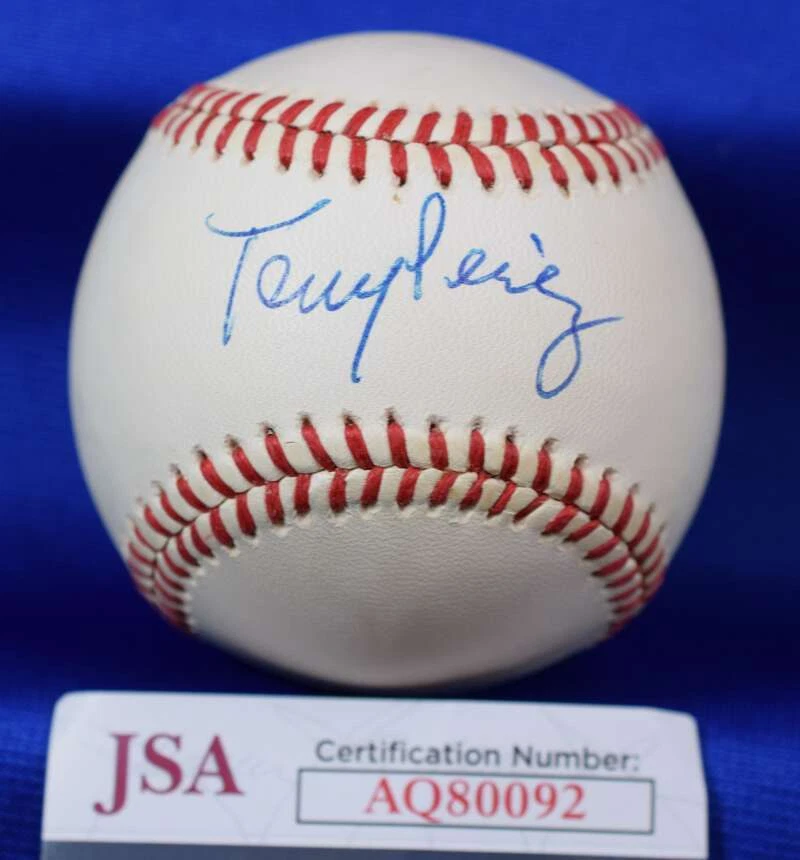 Tony Perez
JSA
Certification Number:
AQ80092